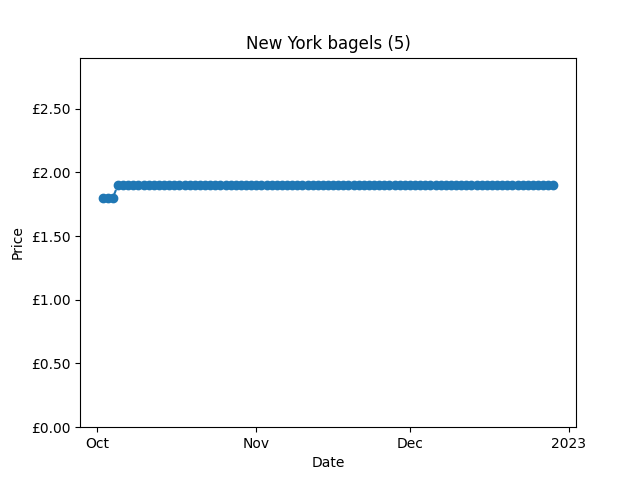 New York bagels (5)
£2.50
£2.00
£1.50
£1.00
£0.50
£0.00
Price
Oct Nov Dec 2023
Date